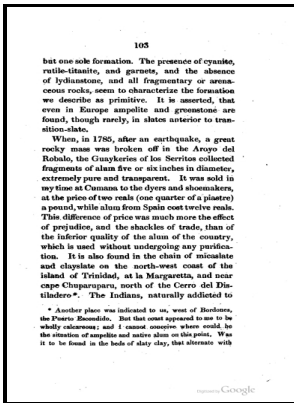 103
but one sole formation. The presence of cyanite,
rutile-titanite, and garnets, and the absence
of lydianstone, and all fragmentary or arena-
ceous rocks, seem to characterize the formation
we describe as primitive. It is asserted, that
even in Europe ampelite and greenstone are
found, though rarely, in slates anterior to tran-
sition-slate.
When, in 1785, after an earthquake, a great
rocky mass was broken off in the Aroyo del
Robalo, the Guaykeries of los Serritos collected
fragments of alum five or six inches in diameter,
extremely pure and transparent. It was sold in
my time at Cumana to the dyers and shoemakers,
at the price of two reals (one quarter of a piastre)
a pound, while alum from Spain cost twelve reals.
This difference of price was much more the effect
of prejudice, and the shackles of trade, than of
the inferior quality of the alum of the country,
which is used without undergoing any purifica-
tion. It is also found in the chain of micaslate
and clayslate on the north-west coast of the
island of Trinidad, at la Margaretta, and near
cape Chuparuparu, north of the Cerro del Dis-
tiladero*. The Indians, naturally addicted to
* Another place was indicated to us, west of Bordones,
the Puerto Escondido. But that coast appeared to me to be
wholly calcareous; and I cannot conceive where could be
the situation of ampelite and native alum on this point. Was
it to be found in the beds of slaty clay, that alternate with
Digitized by Google